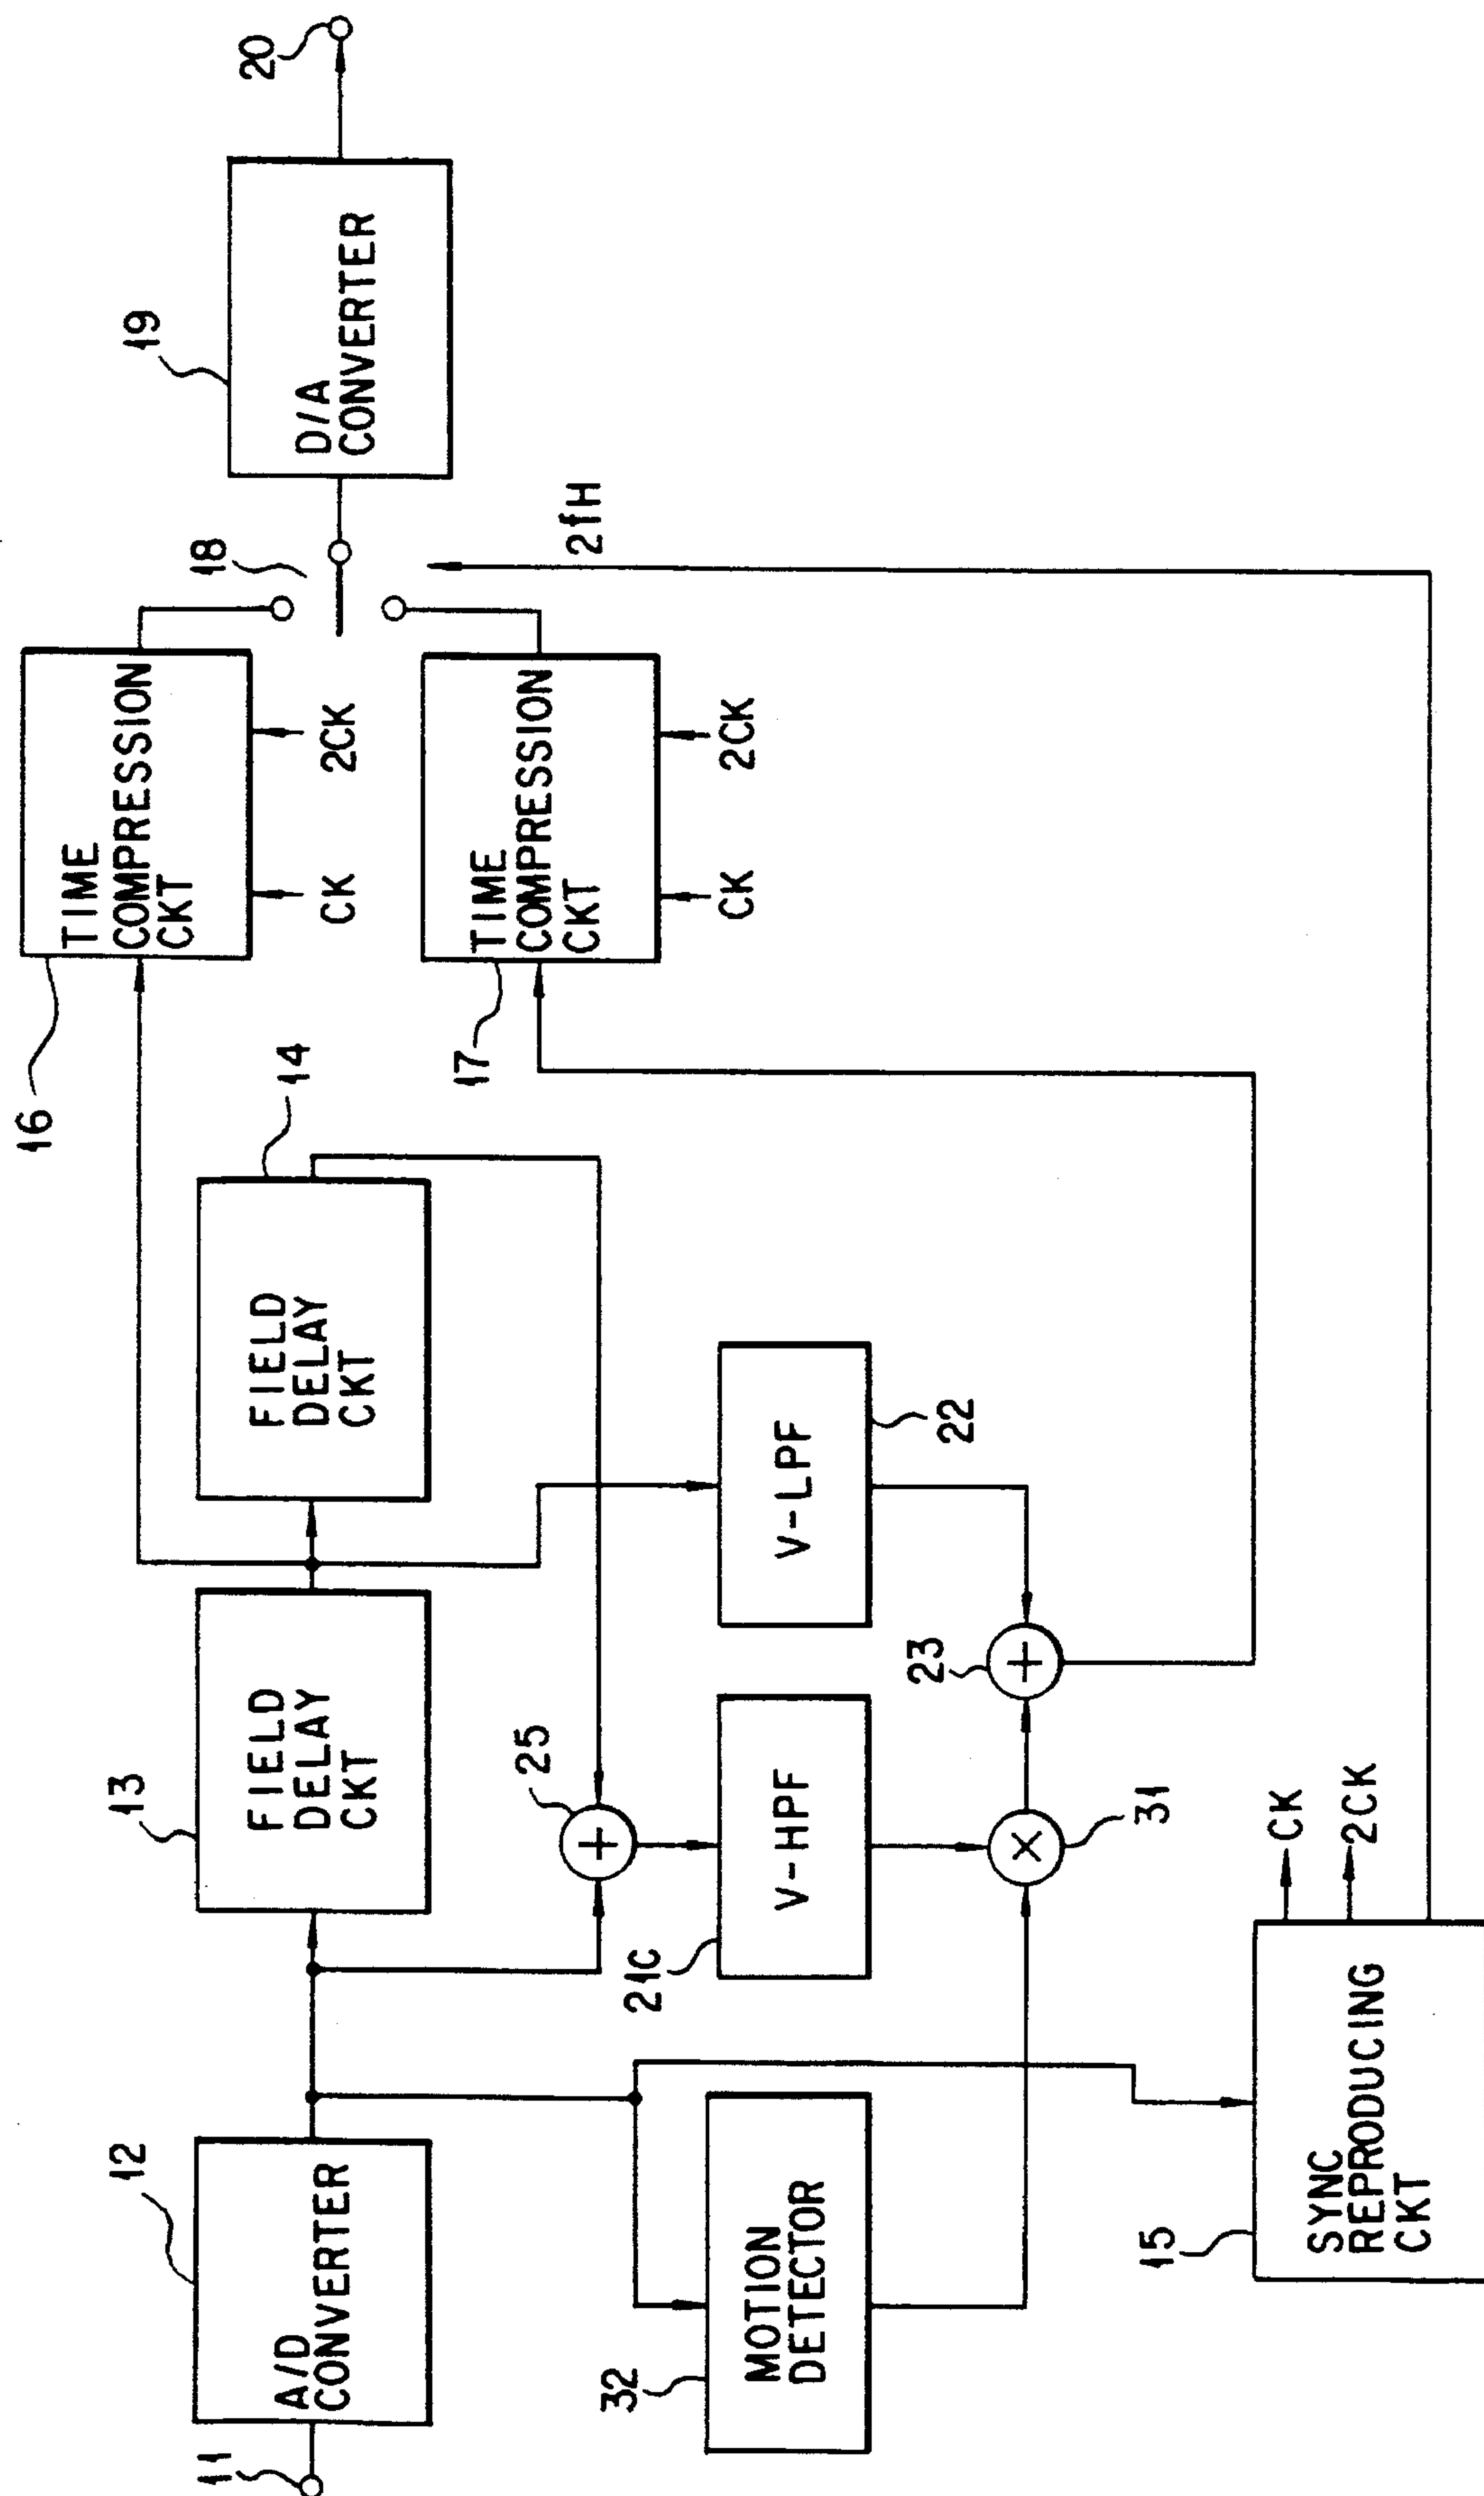 11
12
A/D
CONVERTER
13
FIELD
DELAY
CKT
14
FIELD
DELAY
CKT
16
TIME
COMPRESSION
CKT
CK
2CK
17
TIME
COMPRESSION
CKT
CK
2CK
18
2fH
19
D/A
CONVERTER
20
25
21C
V-HPF
V-LPF
22
32
MOTION
DETECTOR
31
23
15
SYNC
REPRODUCING
CKT
CK
2CK
+
×
+